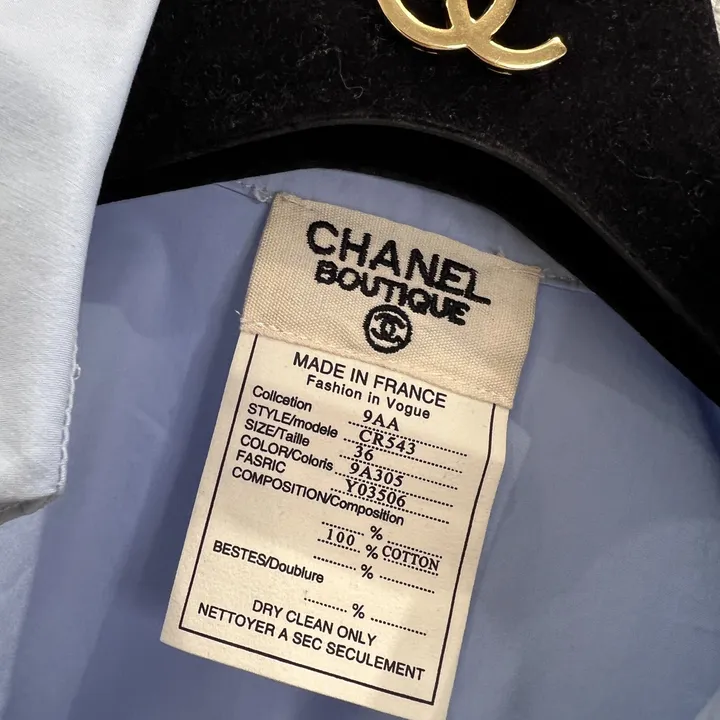 CHANEL
BOUTIQUE
MADE IN FRANCE
Fashion in Vogue
Collcetion 9AA
STYLE/modele CR543
SIZE/Taille 36
COLOR/Coloris 9A305
FASRIC Y03506
COMPOSITION/Composition
........ % ............
100 % COTTON
........ % ............
BESTES/Doublure
........ % ............
DRY CLEAN ONLY
NETTOYER A SEC SECULEMENT